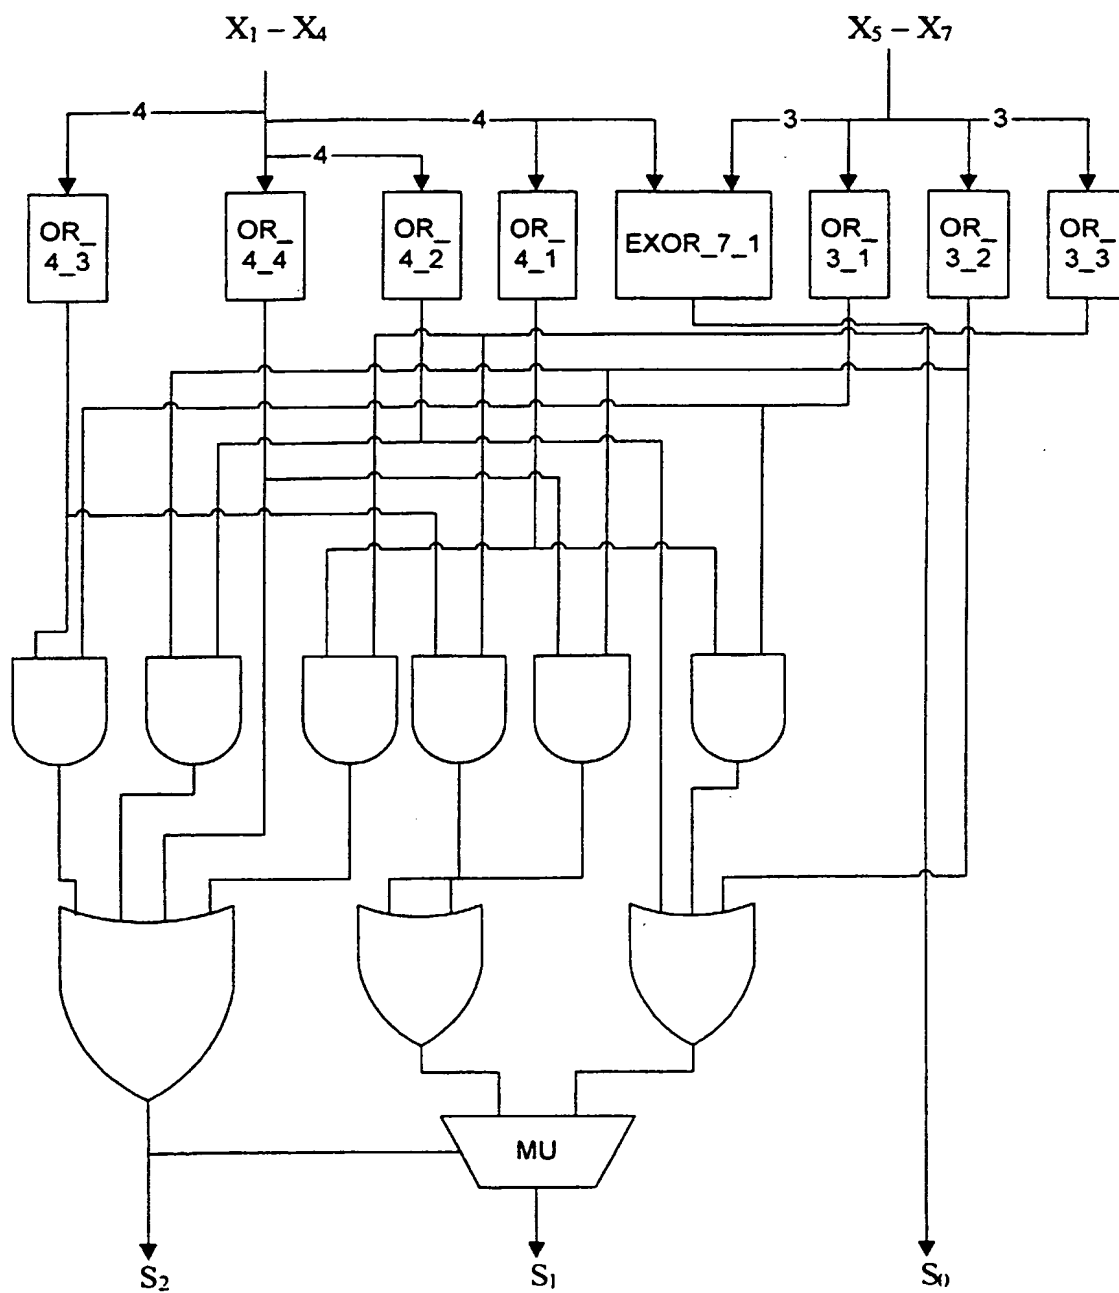 X₁ – X₄
X₅ – X₇
4
4
3
3
4
OR_
4_3
OR_
4_4
OR_
4_2
OR_
4_1
EXOR_7_1
OR_
3_1
OR_
3_2
OR_
3_3
MU
S₂
S₁
S₀